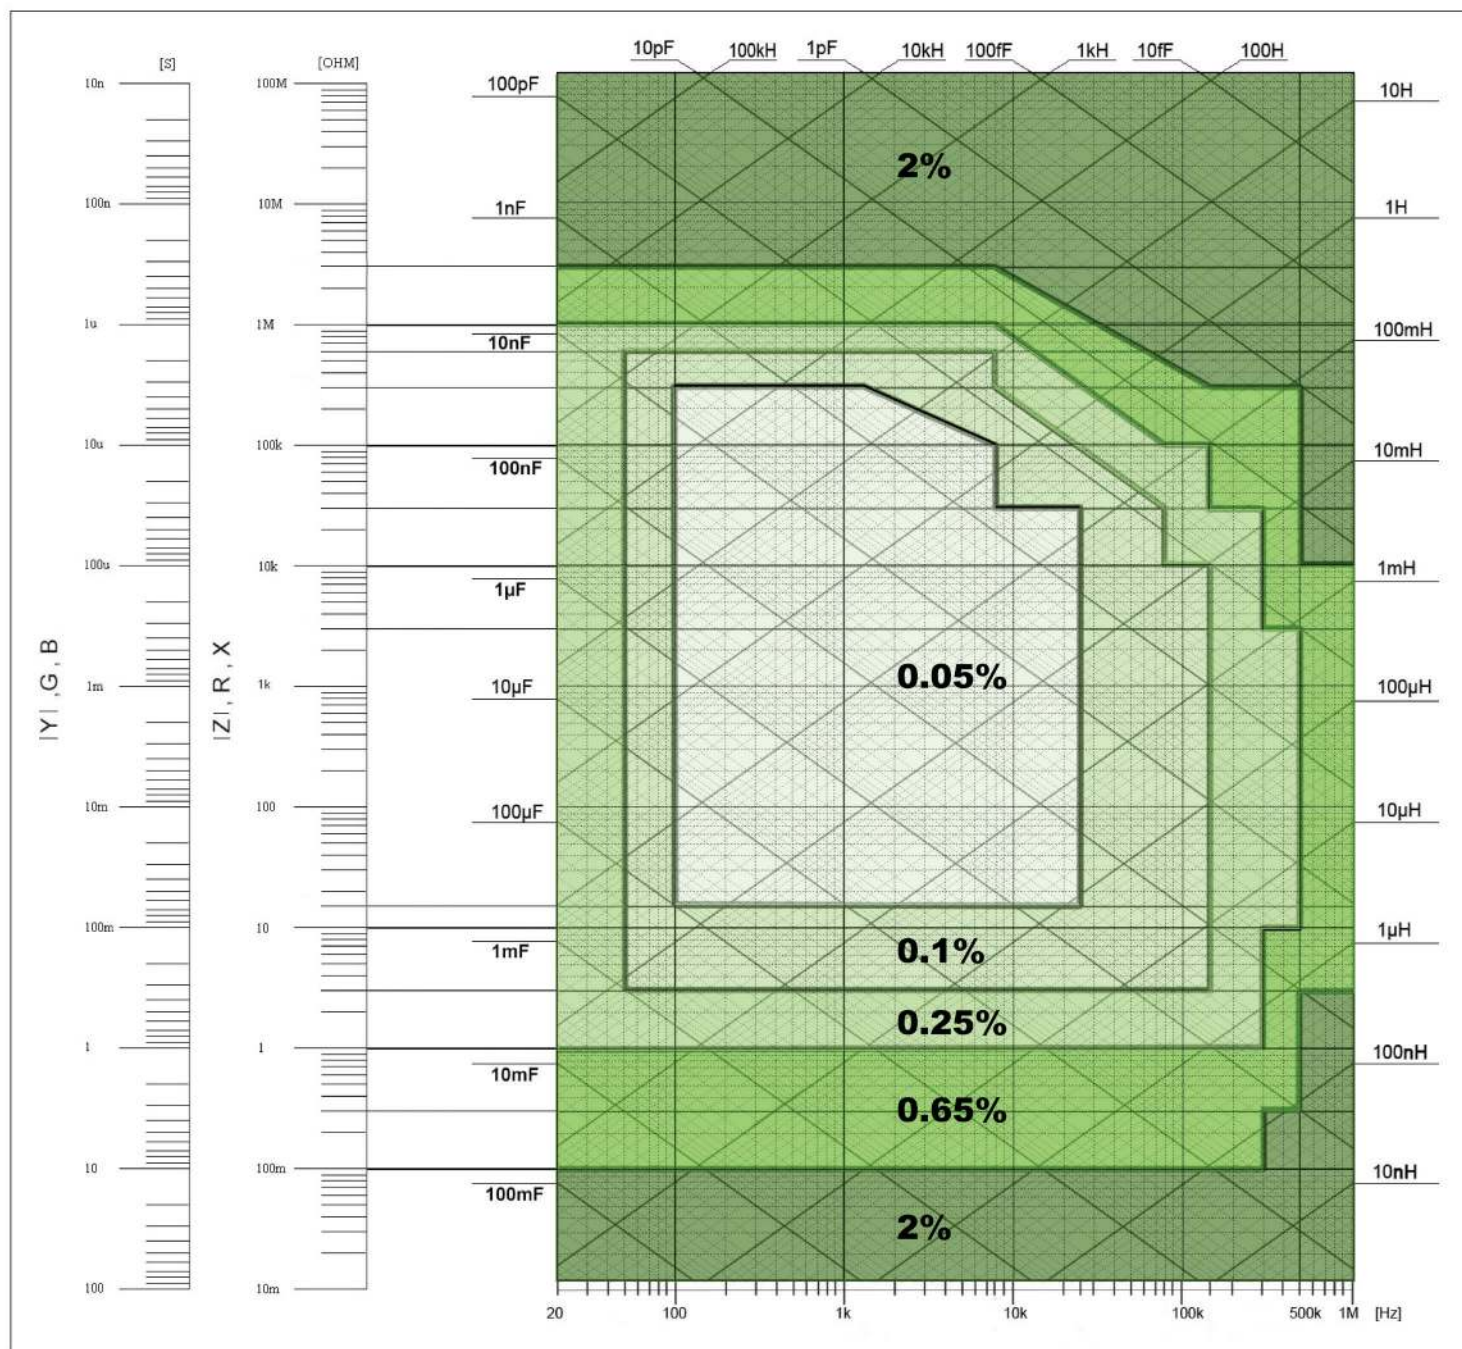 10pF 100kH 1pF 10kH 100fF 1kH 10fF 100H
[S] [OHM]
10n 100M 100pF 10H
2%
100n 10M 1nF 1H
1u 1M 10nF 100mH
10u 100k 100nF 10mH
100u 10k 1µF 1mH
|Y| ,G , B
|Z| , R , X
0.05%
1m 1k 10µF 100µH
10m 100 100µF 10µH
100m 10 1mF 1µH
0.1%
0.25%
1 1 10mF 100nH
0.65%
10 100m 100mF 10nH
2%
100 10m
20 100 1k 10k 100k 500k 1M [Hz]